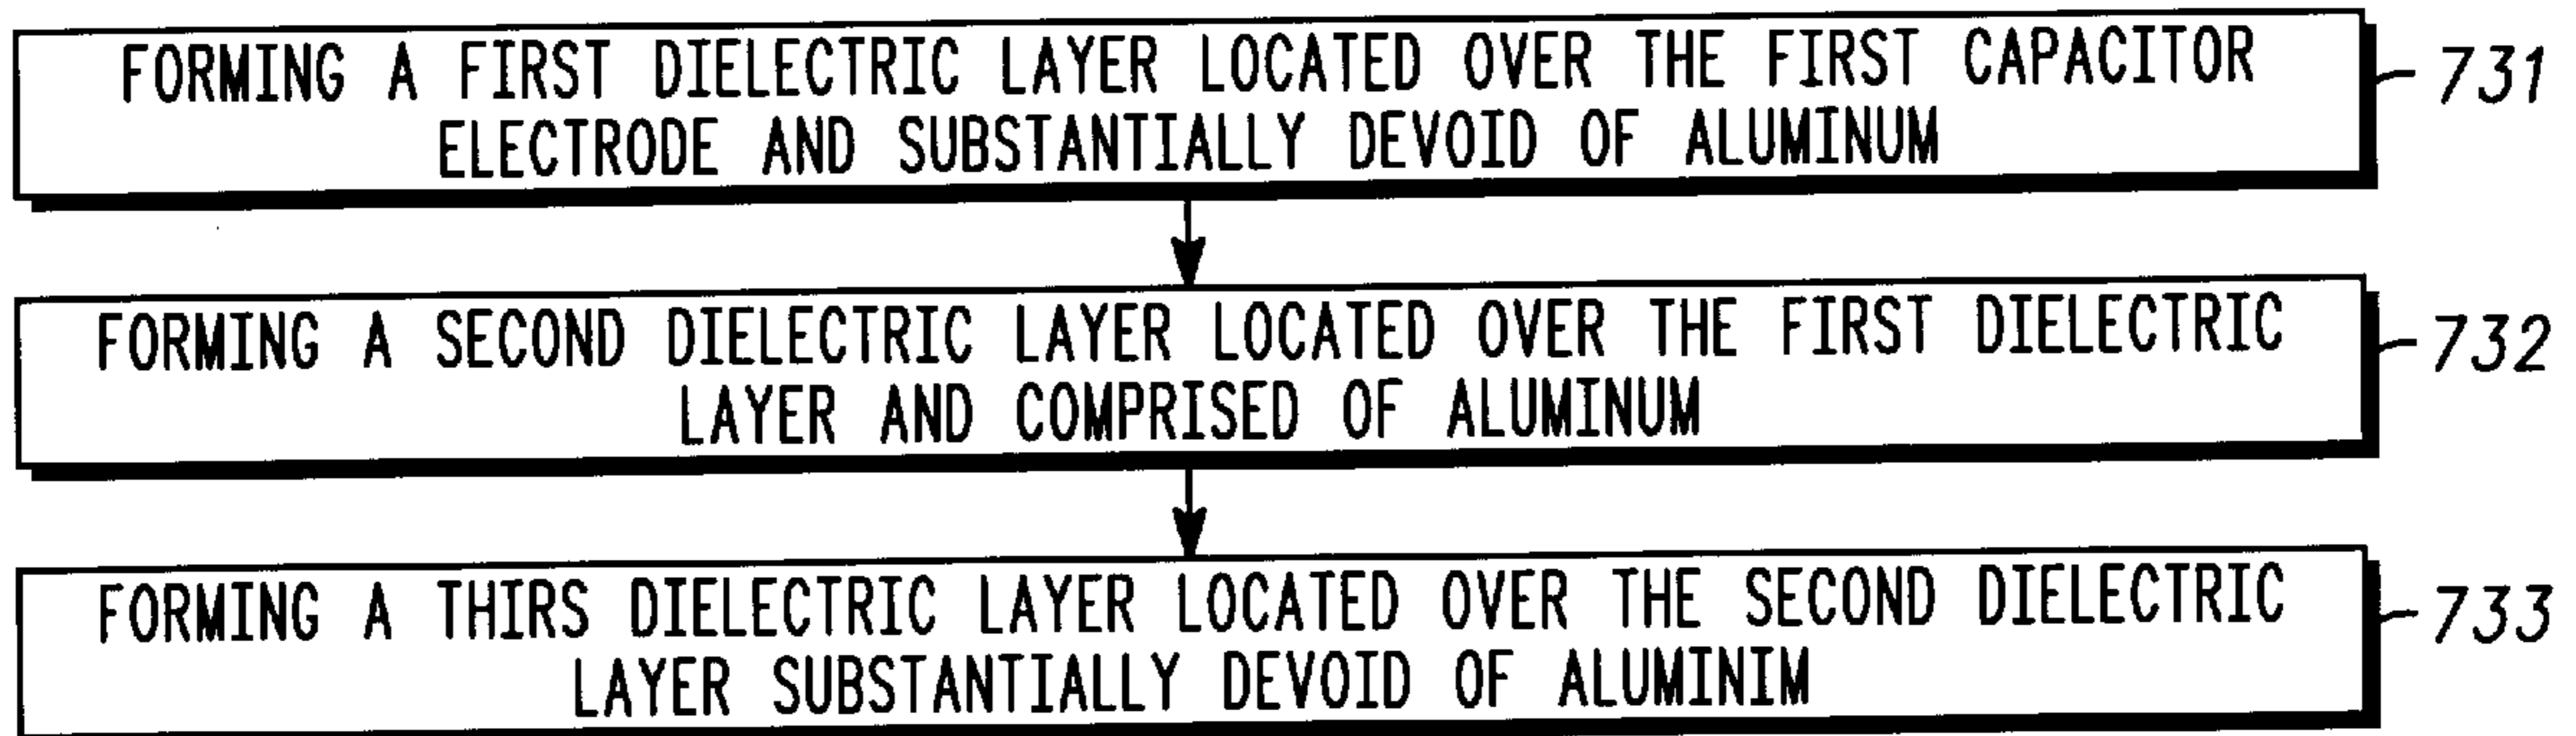 FORMING A FIRST DIELECTRIC LAYER LOCATED OVER THE FIRST CAPACITOR
ELECTRODE AND SUBSTANTIALLY DEVOID OF ALUMINUM
731
FORMING A SECOND DIELECTRIC LAYER LOCATED OVER THE FIRST DIELECTRIC
LAYER AND COMPRISED OF ALUMINUM
732
FORMING A THIRS DIELECTRIC LAYER LOCATED OVER THE SECOND DIELECTRIC
LAYER SUBSTANTIALLY DEVOID OF ALUMINIM
733